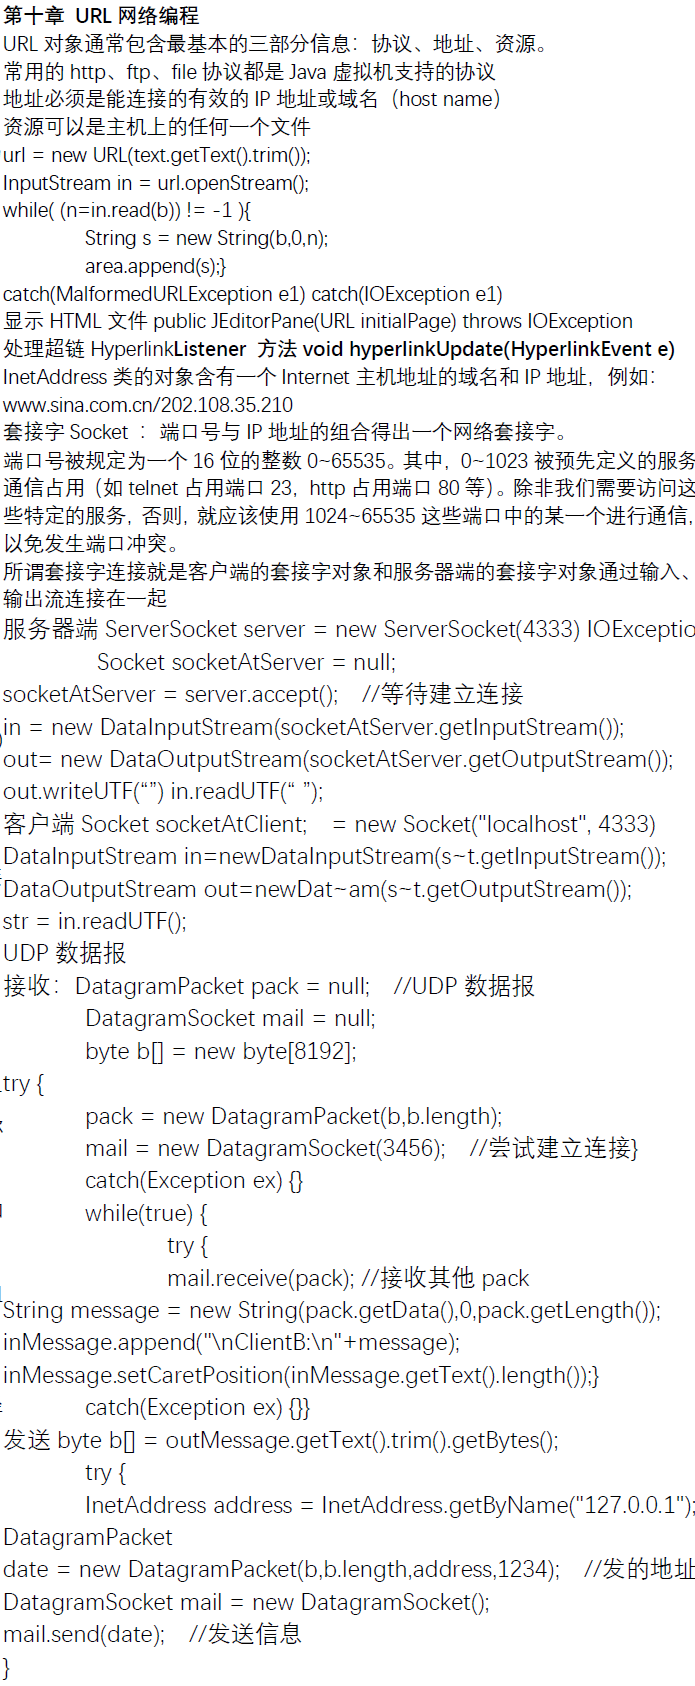 第十章 URL 网络编程
URL 对象通常包含最基本的三部分信息：协议、地址、资源。
常用的 http、ftp、file 协议都是 Java 虚拟机支持的协议
地址必须是能连接的有效的 IP 地址或域名（host name）
资源可以是主机上的任何一个文件
url = new URL(text.getText().trim());
InputStream in = url.openStream();
while( (n=in.read(b)) != -1 ){
String s = new String(b,0,n);
area.append(s);}
catch(MalformedURLException e1) catch(IOException e1)
显示 HTML 文件 public JEditorPane(URL initialPage) throws IOException
处理超链 HyperlinkListener 方法 void hyperlinkUpdate(HyperlinkEvent e)
InetAddress 类的对象含有一个 Internet 主机地址的域名和 IP 地址，例如：
www.sina.com.cn/202.108.35.210
套接字 Socket ：端口号与 IP 地址的组合得出一个网络套接字。
端口号被规定为一个 16 位的整数 0~65535。其中，0~1023 被预先定义的服务
通信占用（如 telnet 占用端口 23，http 占用端口 80 等）。除非我们需要访问这
些特定的服务，否则，就应该使用 1024~65535 这些端口中的某一个进行通信，
以免发生端口冲突。
所谓套接字连接就是客户端的套接字对象和服务器端的套接字对象通过输入、
输出流连接在一起
服务器端 ServerSocket server = new ServerSocket(4333) IOExceptio
Socket socketAtServer = null;
socketAtServer = server.accept(); //等待建立连接
in = new DataInputStream(socketAtServer.getInputStream());
out= new DataOutputStream(socketAtServer.getOutputStream());
out.writeUTF(“”) in.readUTF(“ ”);
客户端 Socket socketAtClient; = new Socket("localhost", 4333)
DataInputStream in=newDataInputStream(s~t.getInputStream());
DataOutputStream out=newDat~am(s~t.getOutputStream());
str = in.readUTF();
UDP 数据报
接收：DatagramPacket pack = null; //UDP 数据报
DatagramSocket mail = null;
byte b[] = new byte[8192];
try {
pack = new DatagramPacket(b,b.length);
mail = new DatagramSocket(3456); //尝试建立连接}
catch(Exception ex) {}
while(true) {
try {
mail.receive(pack); //接收其他 pack
String message = new String(pack.getData(),0,pack.getLength());
inMessage.append("\nClientB:\n"+message);
inMessage.setCaretPosition(inMessage.getText().length());}
catch(Exception ex) {}}
发送 byte b[] = outMessage.getText().trim().getBytes();
try {
InetAddress address = InetAddress.getByName("127.0.0.1");
DatagramPacket
date = new DatagramPacket(b,b.length,address,1234); //发的地址
DatagramSocket mail = new DatagramSocket();
mail.send(date); //发送信息
}